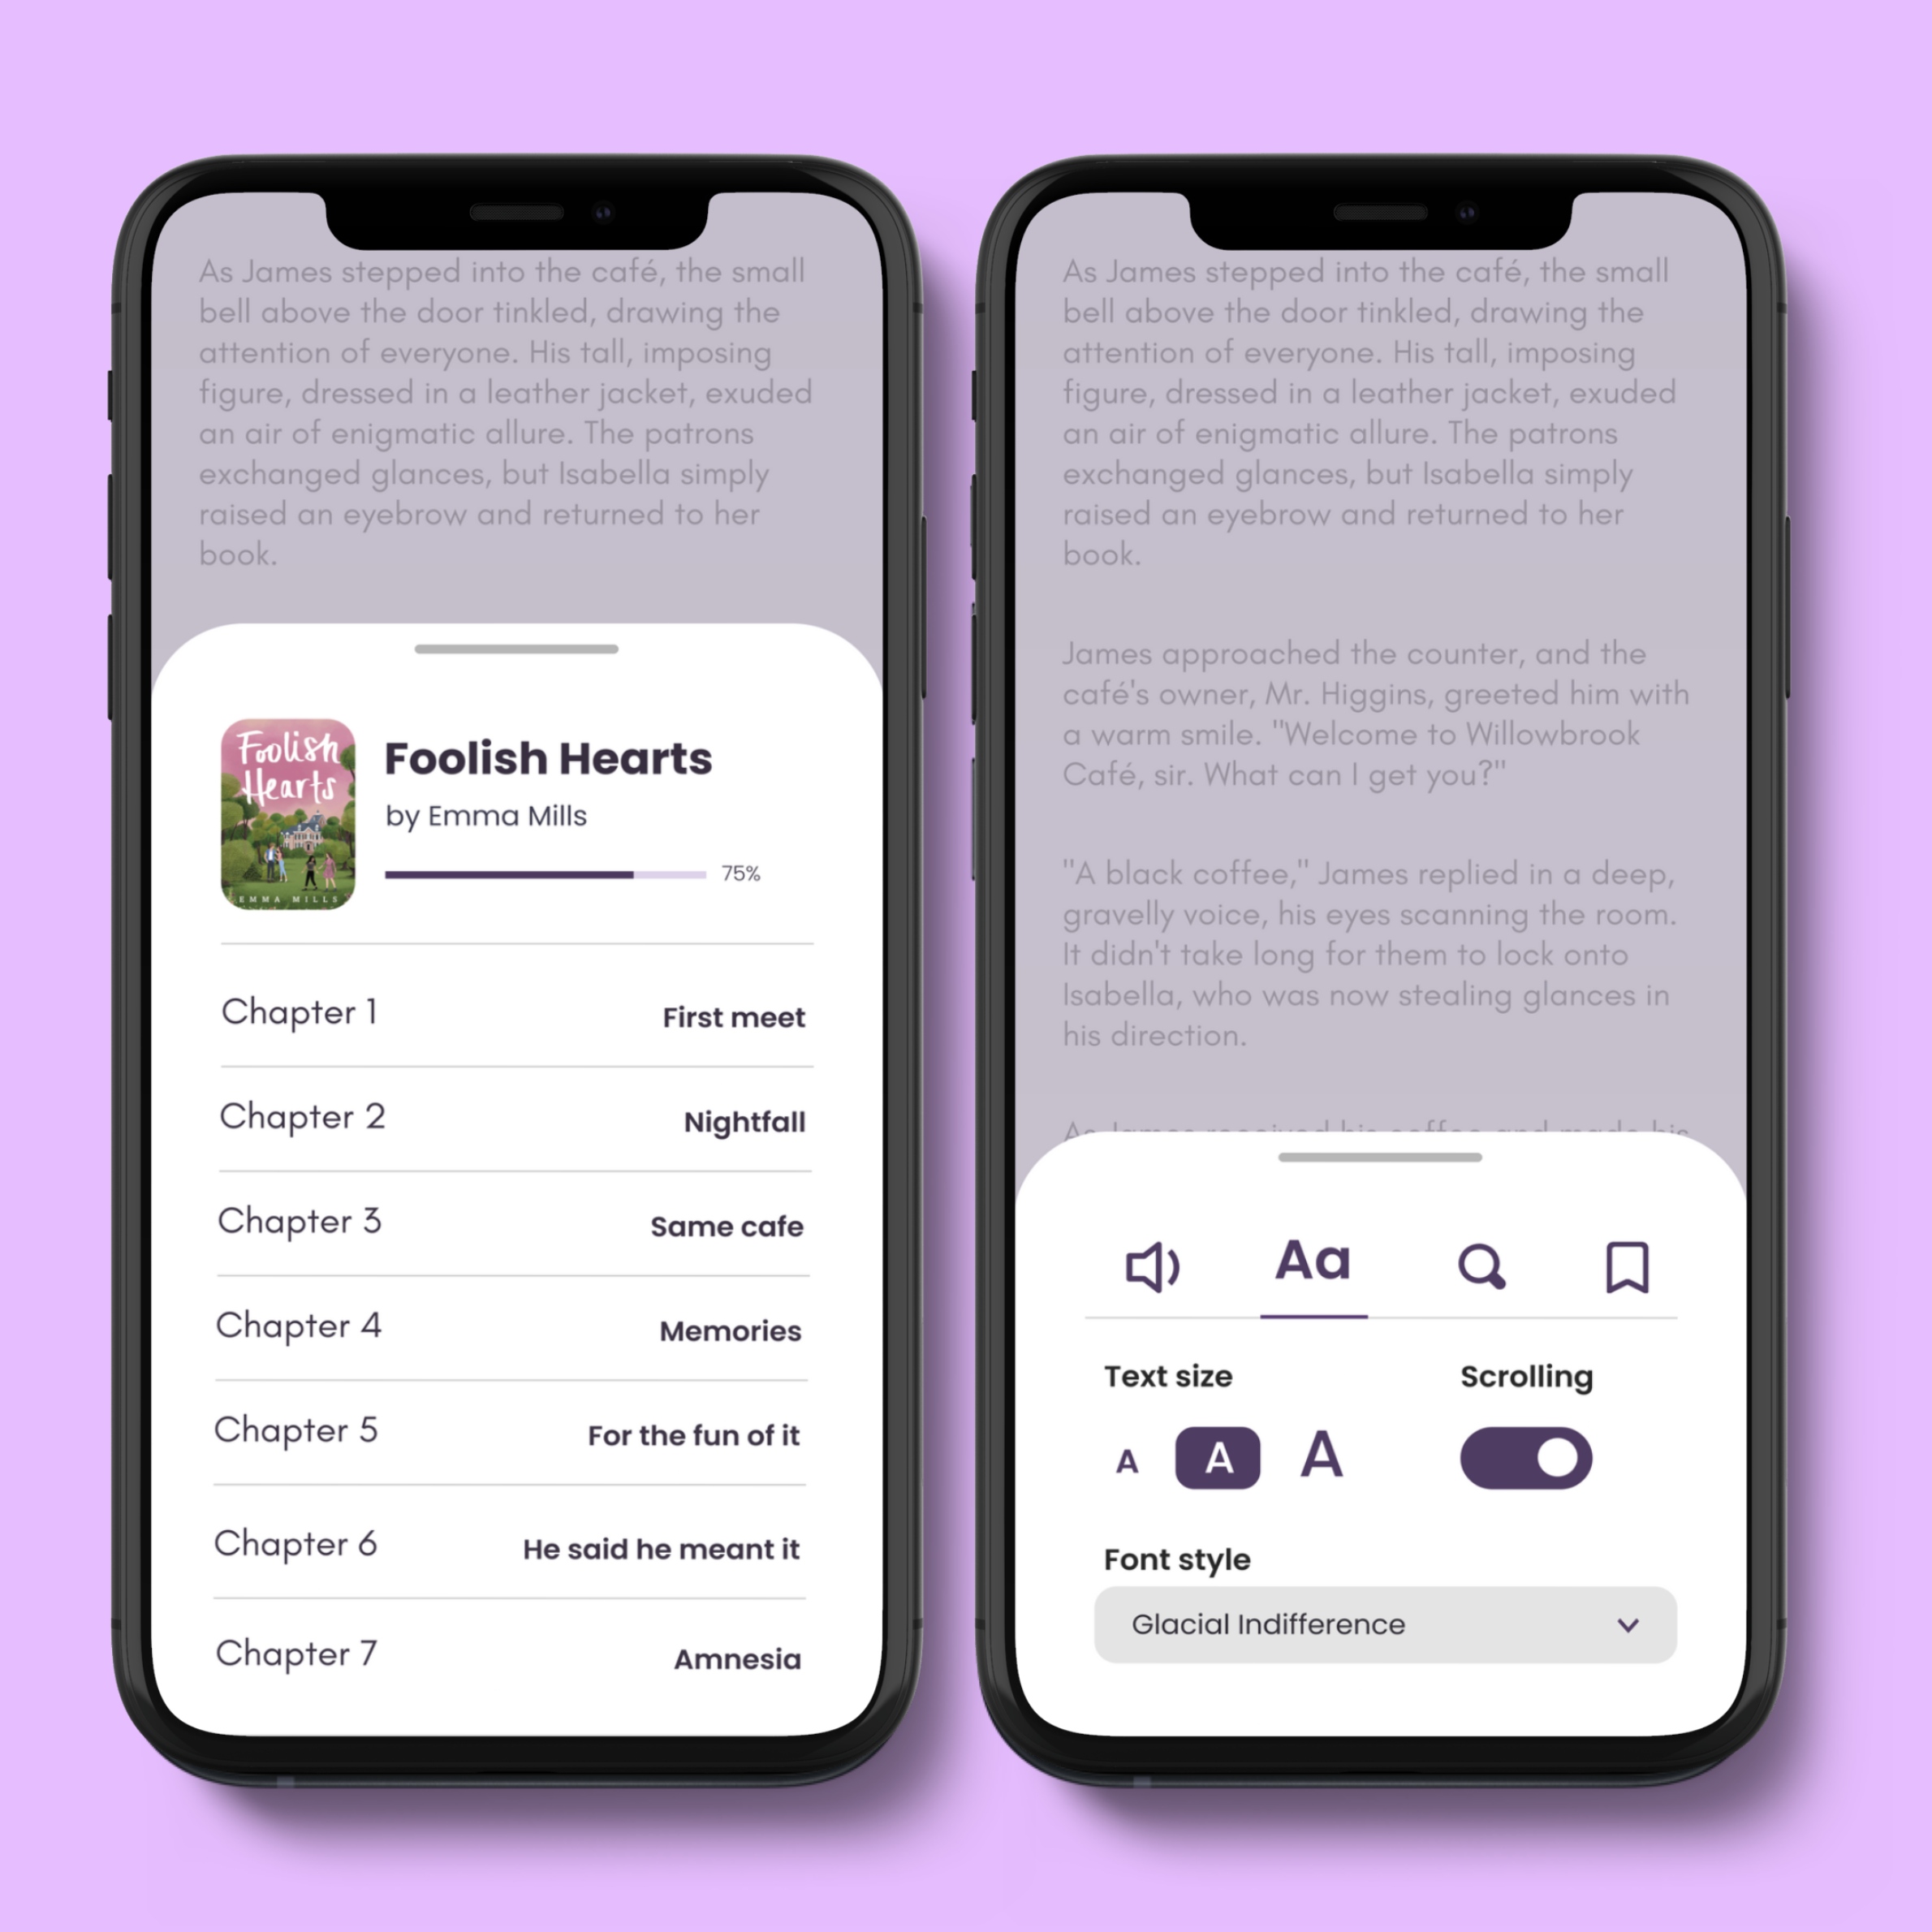 As James stepped into the café, the small
bell above the door tinkled, drawing the
attention of everyone. His tall, imposing
figure, dressed in a leather jacket, exuded
an air of enigmatic allure. The patrons
exchanged glances, but Isabella simply
raised an eyebrow and returned to her
book.
Foolish
Hearts
EMMA MILLS
Foolish Hearts
by Emma Mills
75%
Chapter 1 First meet
Chapter 2 Nightfall
Chapter 3 Same cafe
Chapter 4 Memories
Chapter 5 For the fun of it
Chapter 6 He said he meant it
Chapter 7 Amnesia
As James stepped into the café, the small
bell above the door tinkled, drawing the
attention of everyone. His tall, imposing
figure, dressed in a leather jacket, exuded
an air of enigmatic allure. The patrons
exchanged glances, but Isabella simply
raised an eyebrow and returned to her
book.
James approached the counter, and the
café's owner, Mr. Higgins, greeted him with
a warm smile. "Welcome to Willowbrook
Café, sir. What can I get you?"
"A black coffee," James replied in a deep,
gravelly voice, his eyes scanning the room.
It didn't take long for them to lock onto
Isabella, who was now stealing glances in
his direction.
As James received his coffee and made his
Aa
Text size Scrolling
A A A
Font style
Glacial Indifference